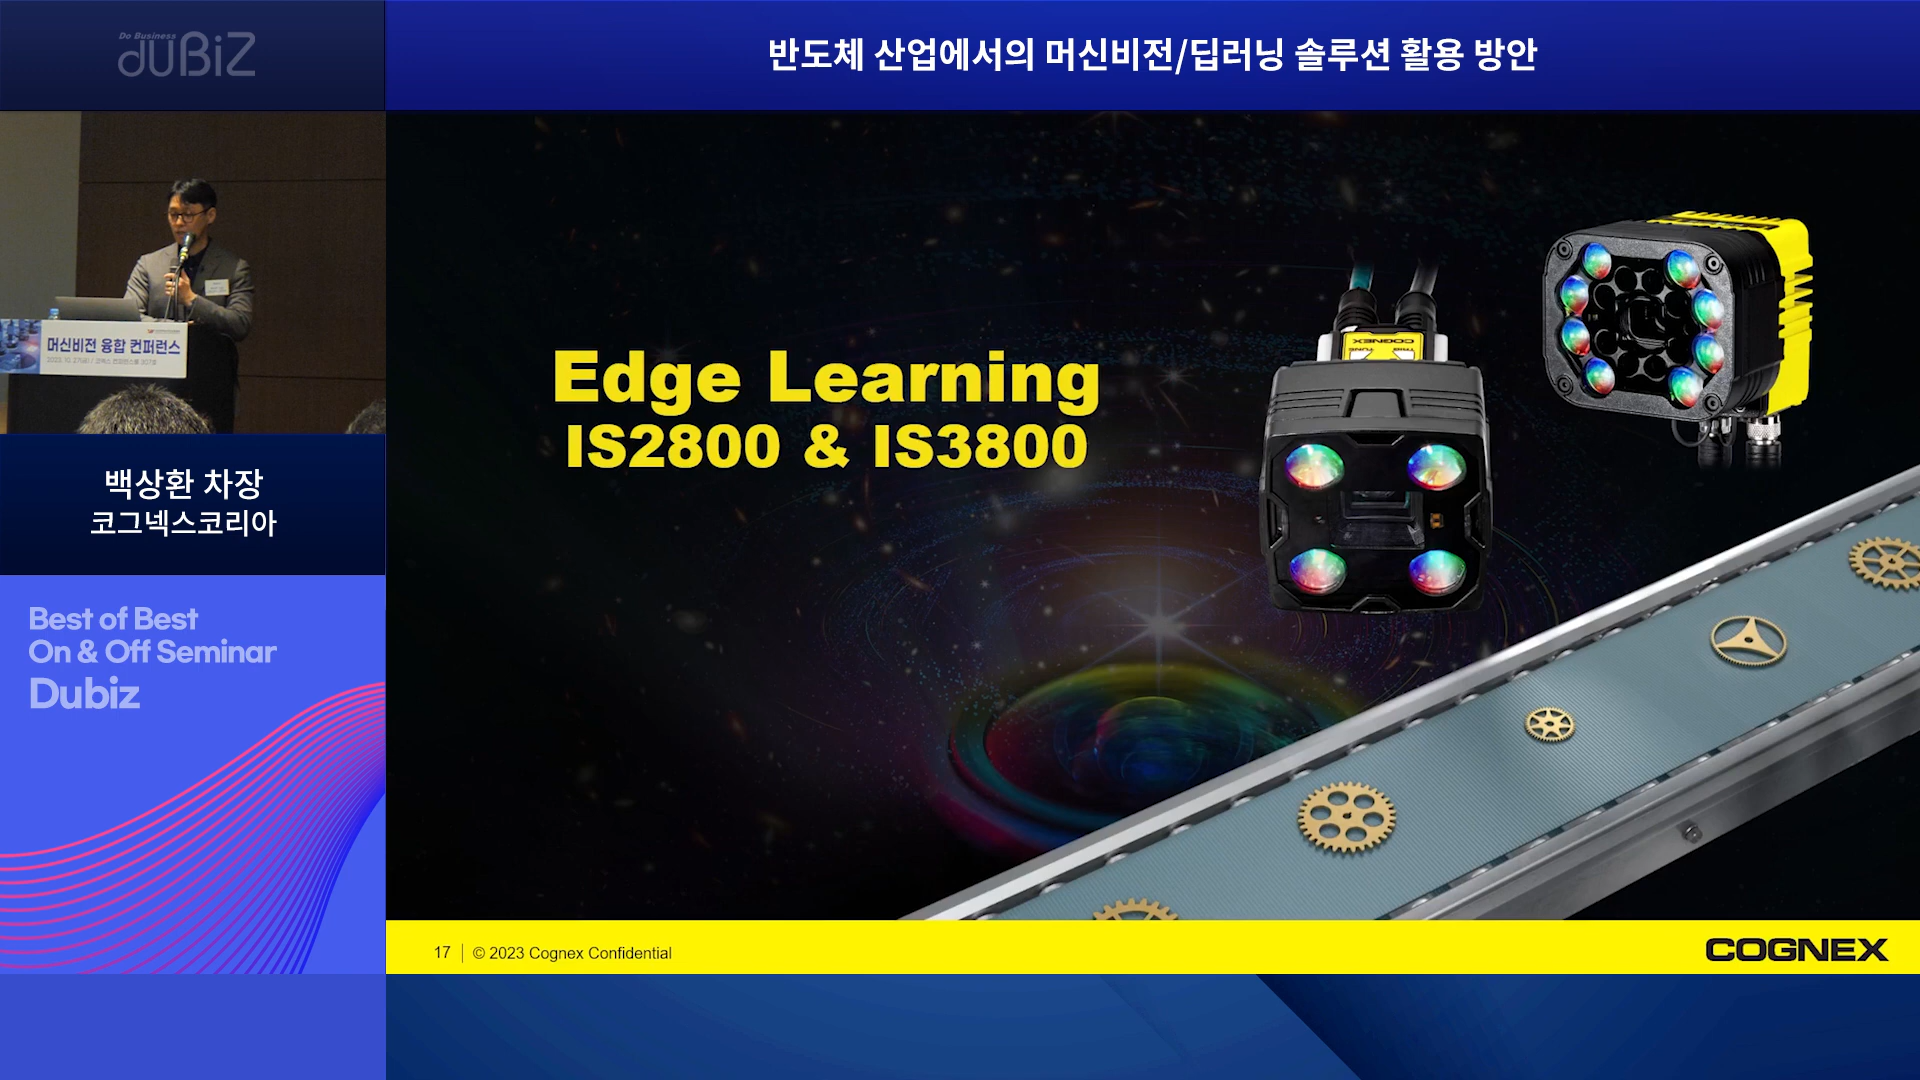 Do Business
duBiZ
반도체 산업에서의 머신비전/딥러닝 솔루션 활용 방안
머신비전 융합 컨퍼런스
백상환 차장
코그넥스코리아
Best of Best
On & Off Seminar
Dubiz
Edge Learning
IS2800 & IS3800
COGNEX
17 | © 2023 Cognex Confidential
COGNEX